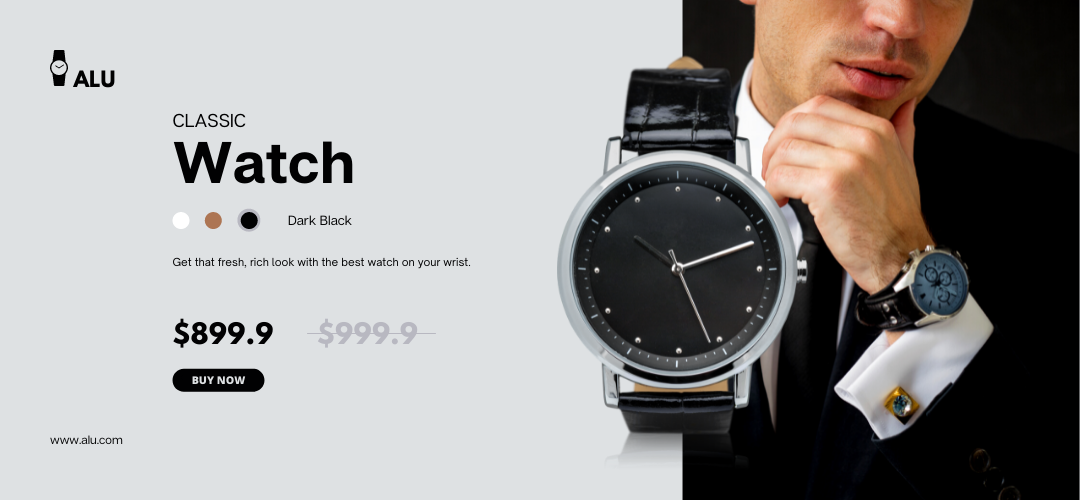 ALU
CLASSIC
Watch
Dark Black
Get that fresh, rich look with the best watch on your wrist.
$899.9 $999.9
BUY NOW
www.alu.com